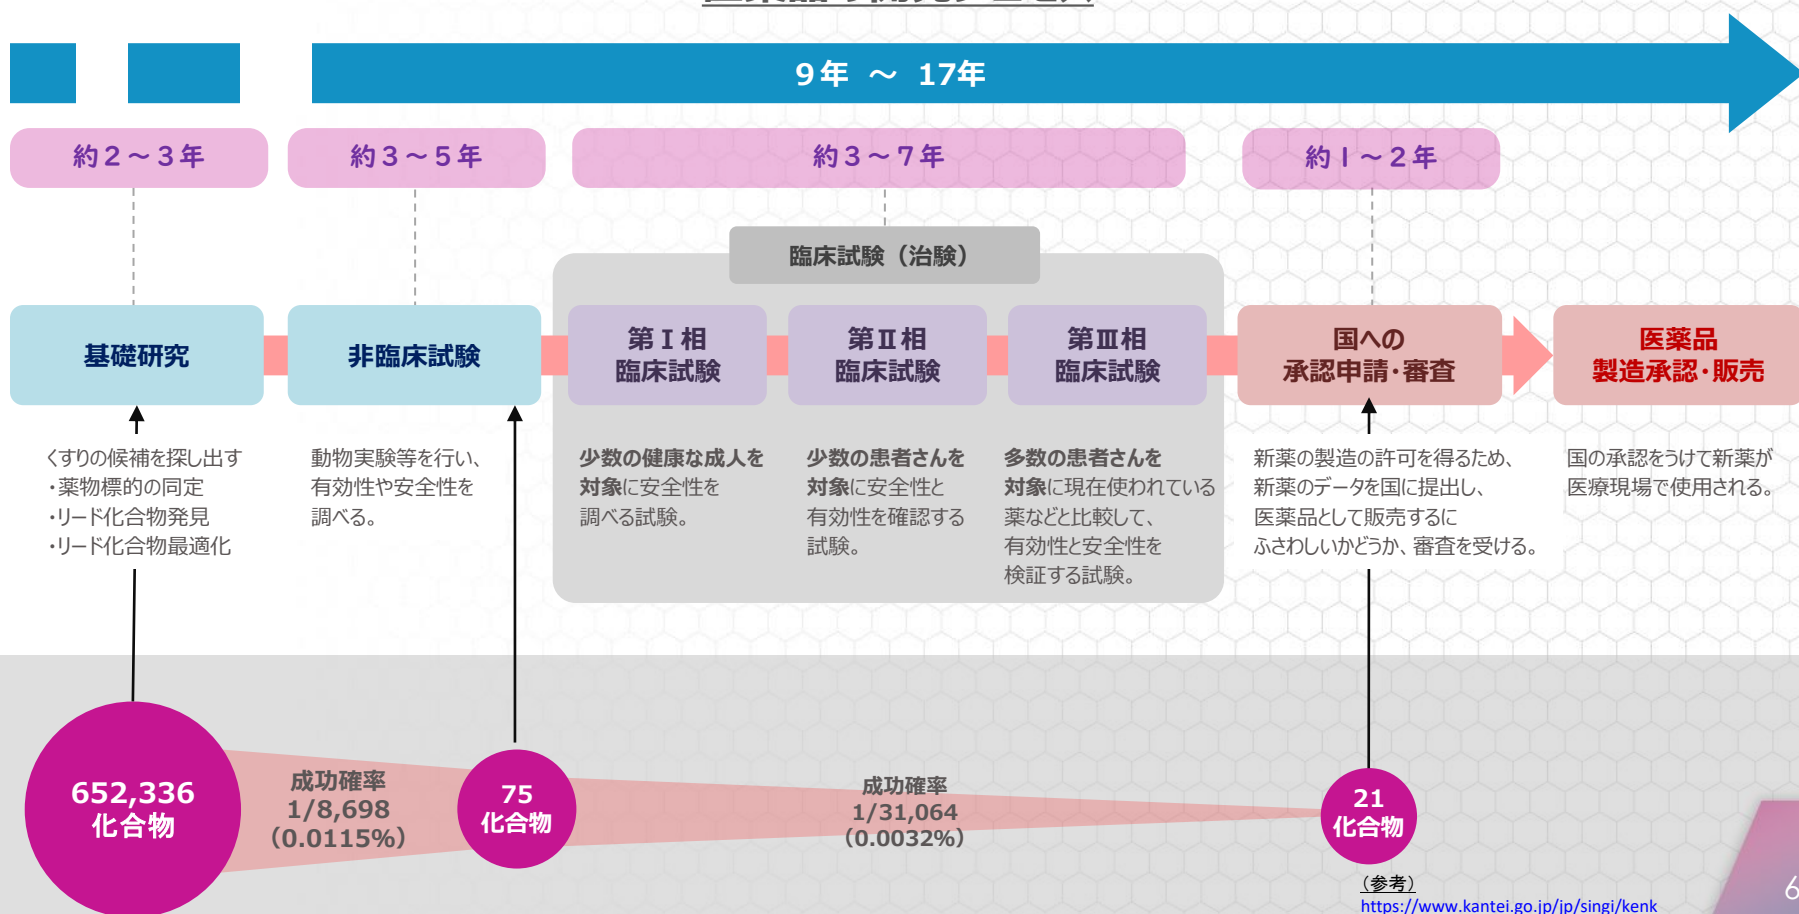 9年 ～ 17年
約2～3年
約3～5年
約3～7年
約1～2年
臨床試験（治験）
基礎研究
非臨床試験
第Ⅰ相
臨床試験
第Ⅱ相
臨床試験
第Ⅲ相
臨床試験
国への
承認申請・審査
医薬品
製造承認・販売
くすりの候補を探し出す
・薬物標的の同定
・リード化合物発見
・リード化合物最適化
動物実験等を行い、
有効性や安全性を
調べる。
少数の健康な成人を
対象に安全性を
調べる試験。
少数の患者さんを
対象に安全性と
有効性を確認する
試験。
多数の患者さんを
対象に現在使われている
薬などと比較して、
有効性と安全性を
検証する試験。
新薬の製造の許可を得るため、
新薬のデータを国に提出し、
医薬品として販売するに
ふさわしいかどうか、審査を受ける。
国の承認をうけて新薬が
医療現場で使用される。
652,336
化合物
成功確率
1/8,698
（0.0115%）
75
化合物
成功確率
1/31,064
（0.0032%）
21
化合物
（参考）
https://www.kantei.go.jp/jp/singi/kenk
6